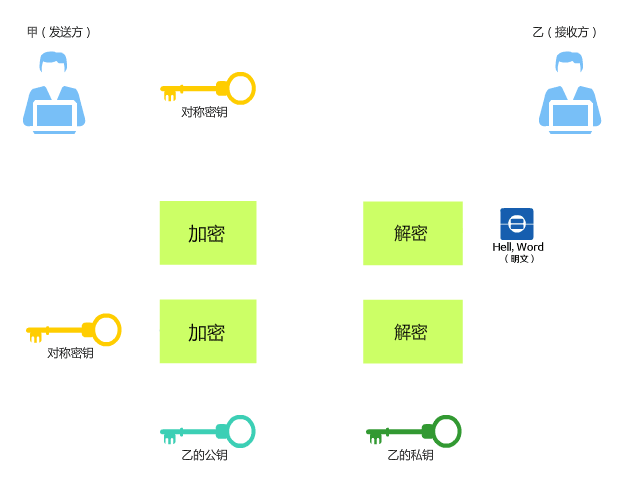 甲（发送方）
乙（接收方）
对称密钥
加密
解密
Hell, Word
（明文）
加密
解密
对称密钥
乙的公钥
乙的私钥